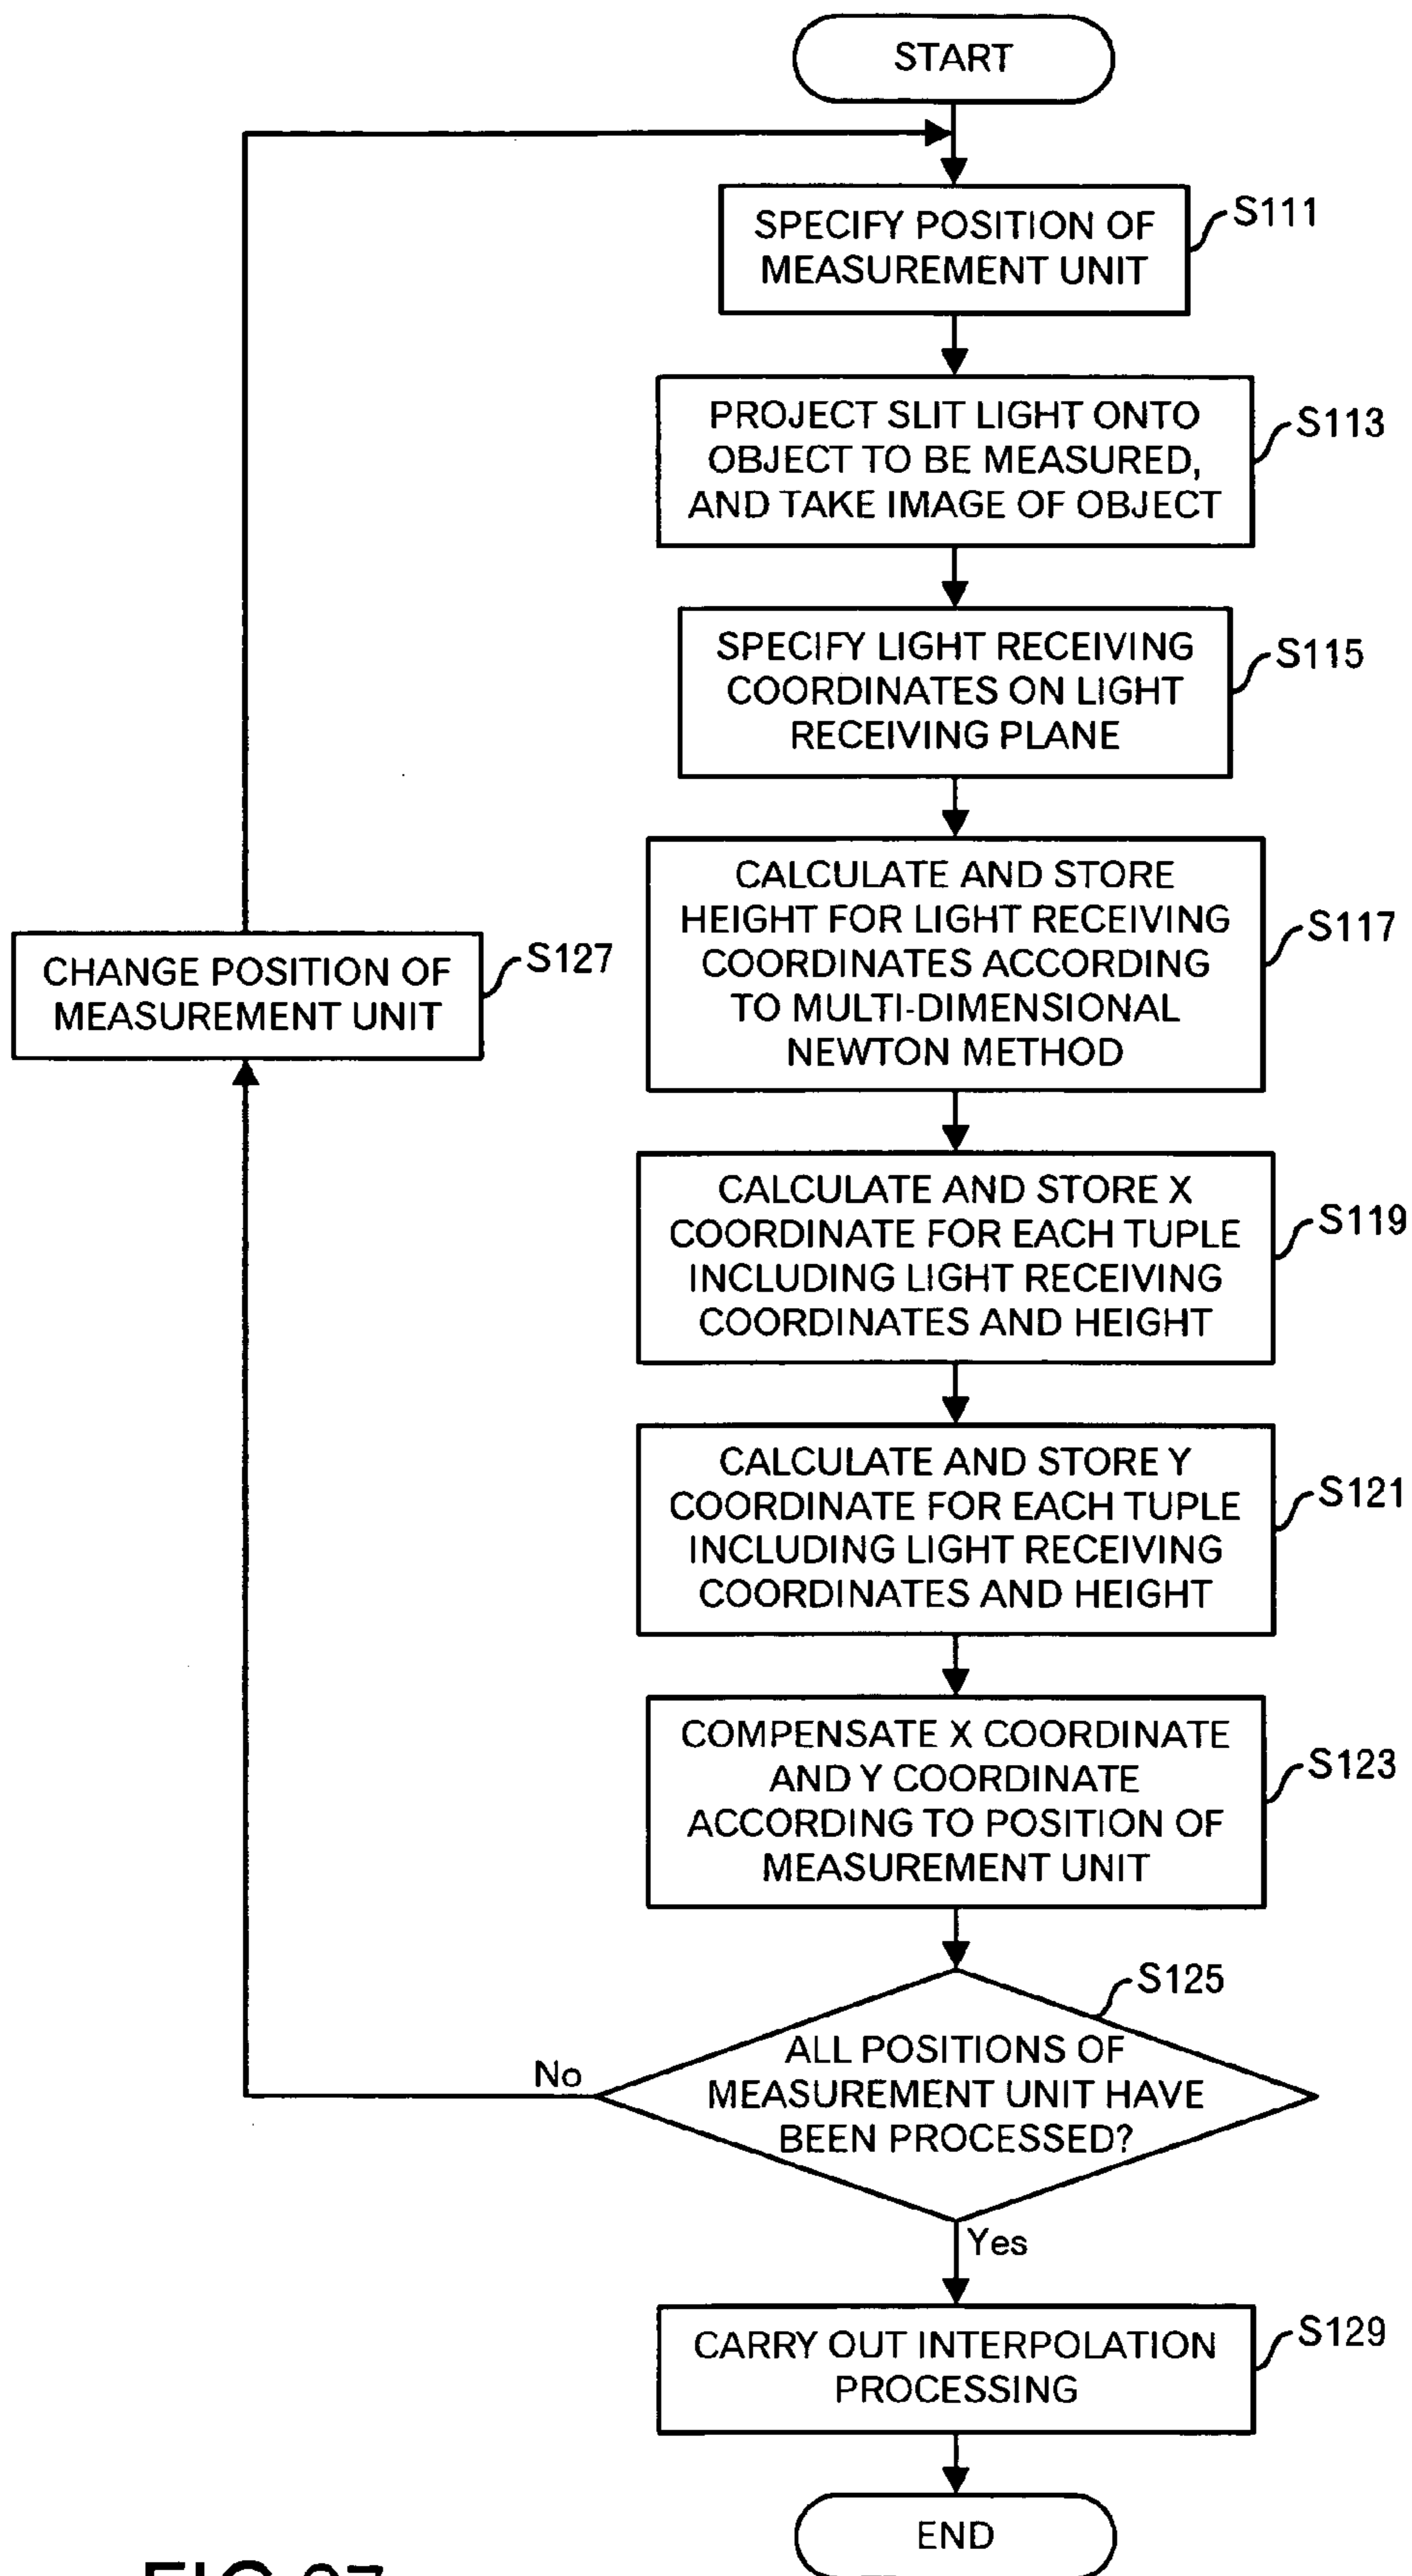 START
SPECIFY POSITION OF
MEASUREMENT UNIT
S111
PROJECT SLIT LIGHT ONTO
OBJECT TO BE MEASURED,
AND TAKE IMAGE OF OBJECT
S113
SPECIFY LIGHT RECEIVING
COORDINATES ON LIGHT
RECEIVING PLANE
S115
CALCULATE AND STORE
HEIGHT FOR LIGHT RECEIVING
COORDINATES ACCORDING
TO MULTI-DIMENSIONAL
NEWTON METHOD
S117
CHANGE POSITION OF
MEASUREMENT UNIT
S127
CALCULATE AND STORE X
COORDINATE FOR EACH TUPLE
INCLUDING LIGHT RECEIVING
COORDINATES AND HEIGHT
S119
CALCULATE AND STORE Y
COORDINATE FOR EACH TUPLE
INCLUDING LIGHT RECEIVING
COORDINATES AND HEIGHT
S121
COMPENSATE X COORDINATE
AND Y COORDINATE
ACCORDING TO POSITION OF
MEASUREMENT UNIT
S123
S125
ALL POSITIONS OF
MEASUREMENT UNIT HAVE
BEEN PROCESSED?
No
Yes
CARRY OUT INTERPOLATION
PROCESSING
S129
END